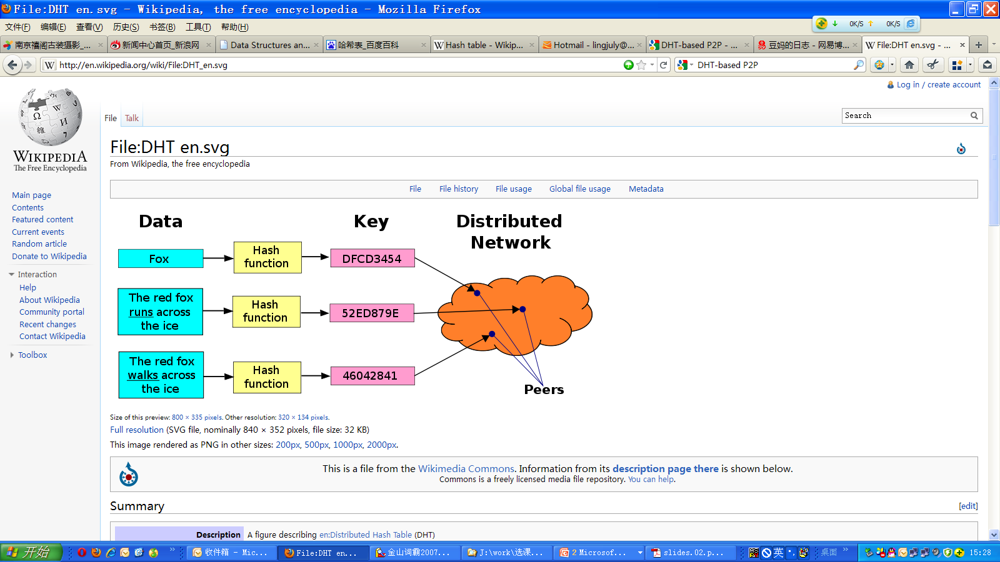 File:DHT en.svg - Wikipedia, the free encyclopedia - Mozilla Firefox
文件(F) 编辑(E) 查看(V) 历史(S) 书签(B) 工具(T) 帮助(H)
0K/S 0K/S
南京禧阁古装摄影_... 新闻中心首页_新浪网 Data Structures an... 哈希表_百度百科 Hash table - Wikip... Hotmail - lingjuly@... DHT-based P2P - ... 豆妈的日志 - 网易博... File:DHT en.svg - ...
http://en.wikipedia.org/wiki/File:DHT_en.svg DHT-based P2P
Log in / create account
File Talk
Search
WIKIPEDIA
The Free Encyclopedia
Main page
Contents
Featured content
Current events
Random article
Donate to Wikipedia
Interaction
Help
About Wikipedia
Community portal
Recent changes
Contact Wikipedia
Toolbox
File:DHT en.svg
From Wikipedia, the free encyclopedia
File File history File usage Global file usage Metadata
Data Key Distributed
Network
Fox
Hash
function
DFCD3454
The red fox
runs across
the ice
Hash
function
52ED879E
The red fox
walks across
the ice
Hash
function
46042841
Peers
Size of this preview: 800 × 335 pixels. Other resolution: 320 × 134 pixels.
Full resolution (SVG file, nominally 840 × 352 pixels, file size: 32 KB)
This image rendered as PNG in other sizes: 200px, 500px, 1000px, 2000px.
This is a file from the Wikimedia Commons. Information from its description page there is shown below.
Commons is a freely licensed media file repository. You can help.
Summary [edit]
Description A figure describing en:Distributed Hash Table (DHT)
开始 收件箱 - Mic... File:DHT en... 金山词霸2007... J:\work\选课... 2 Microsof... slides.02.p... 英 桌面 15:28